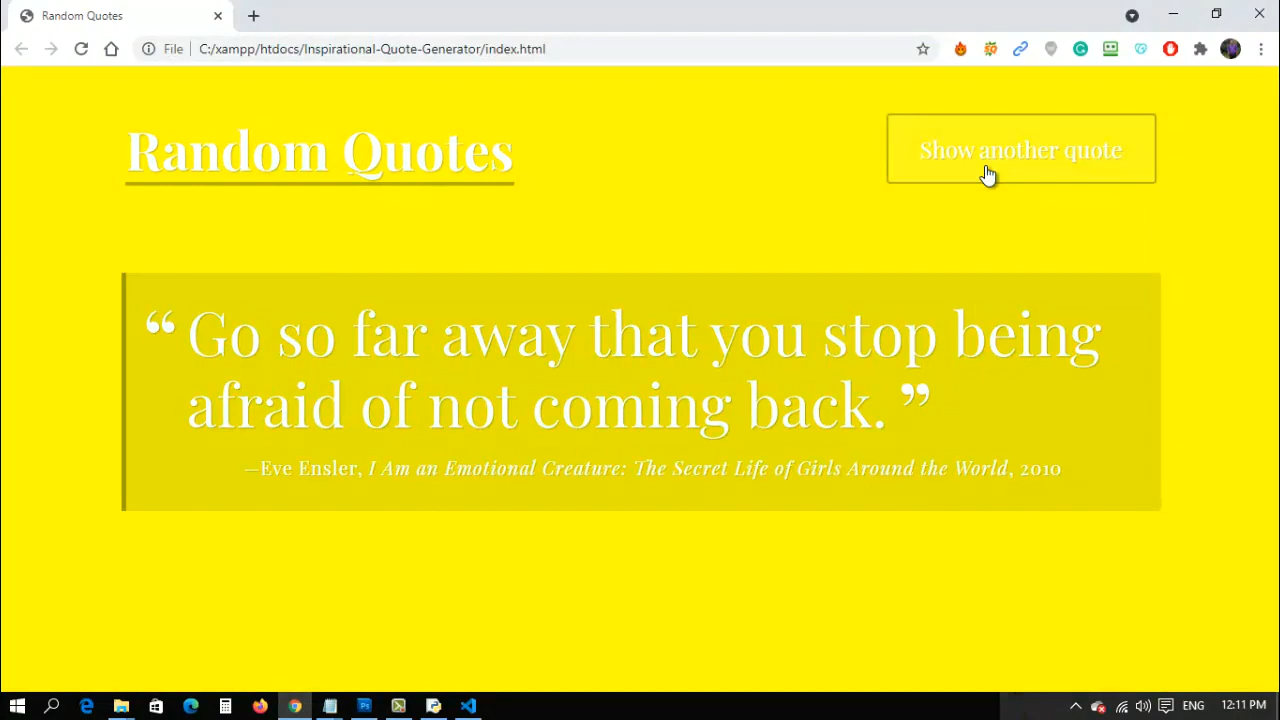 Random Quotes
File
C:/xampp/htdocs/Inspirational-Quote-Generator/index.html
Random Quotes
Show another quote
“ Go so far away that you stop being
afraid of not coming back. ”
—Eve Ensler, I Am an Emotional Creature: The Secret Life of Girls Around the World, 2010
ENG
12:11 PM